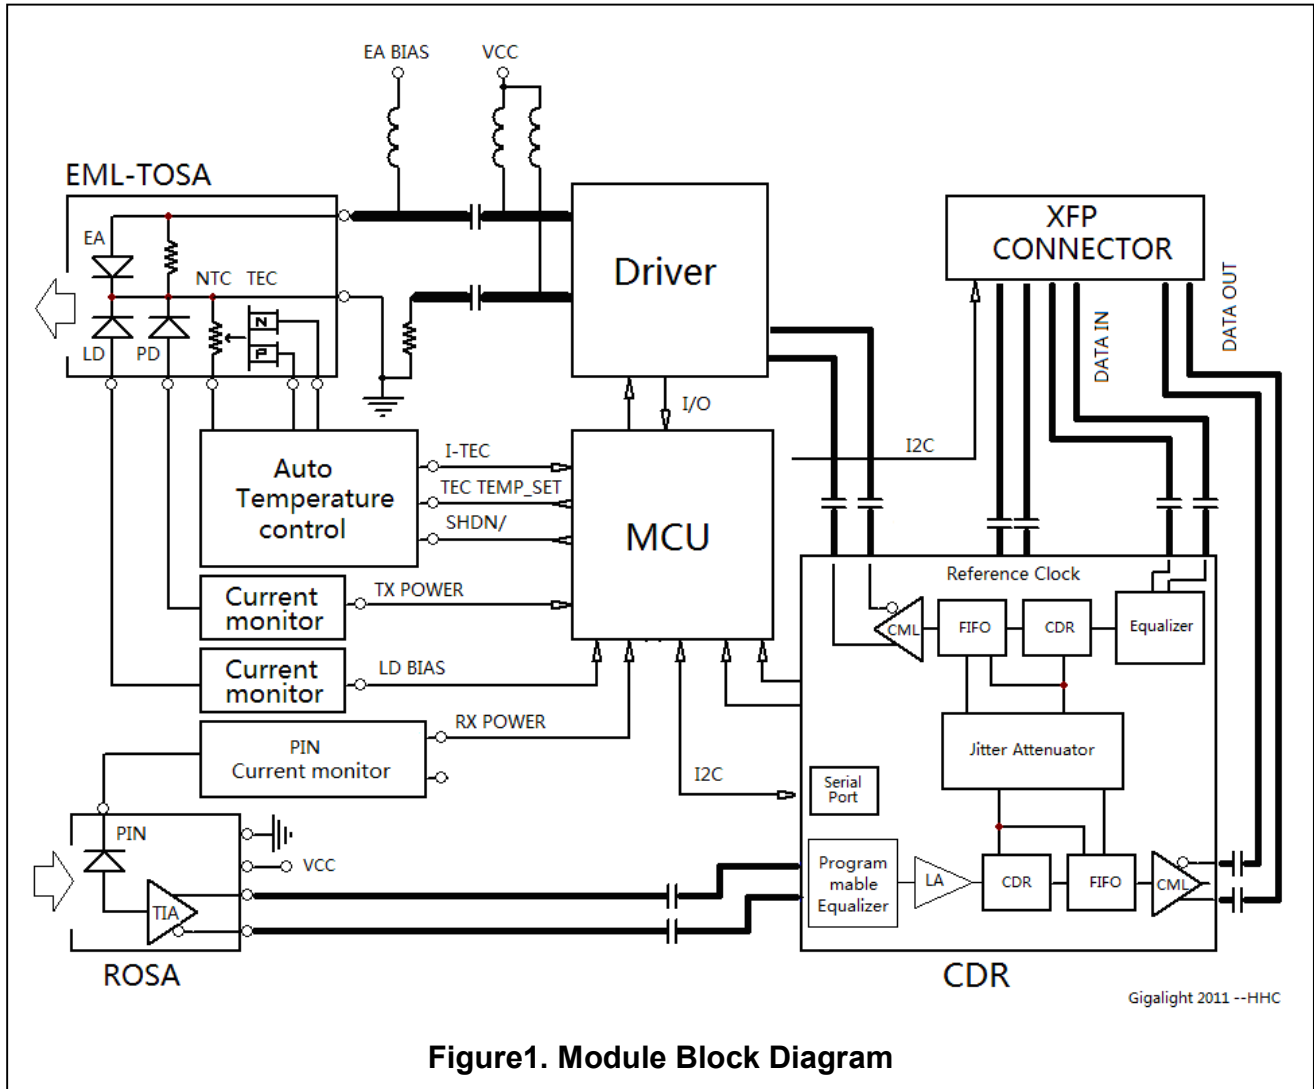 EA BIAS
VCC
EML-TOSA
EA
NTC TEC
N
P
LD
PD
Driver
XFP
CONNECTOR
DATA IN
DATA OUT
I/O
I2C
Auto
Temperature
control
I-TEC
TEC TEMP_SET
SHDN/
MCU
Current
monitor
TX POWER
Current
monitor
LD BIAS
PIN
Current monitor
RX POWER
I2C
Reference Clock
CML
FIFO
CDR
Equalizer
Jitter Attenuator
Serial
Port
Program
mable
Equalizer
LA
CDR
FIFO
CML
PIN
VCC
TIA
ROSA
CDR
Gigalight 2011 --HHC
Figure1. Module Block Diagram